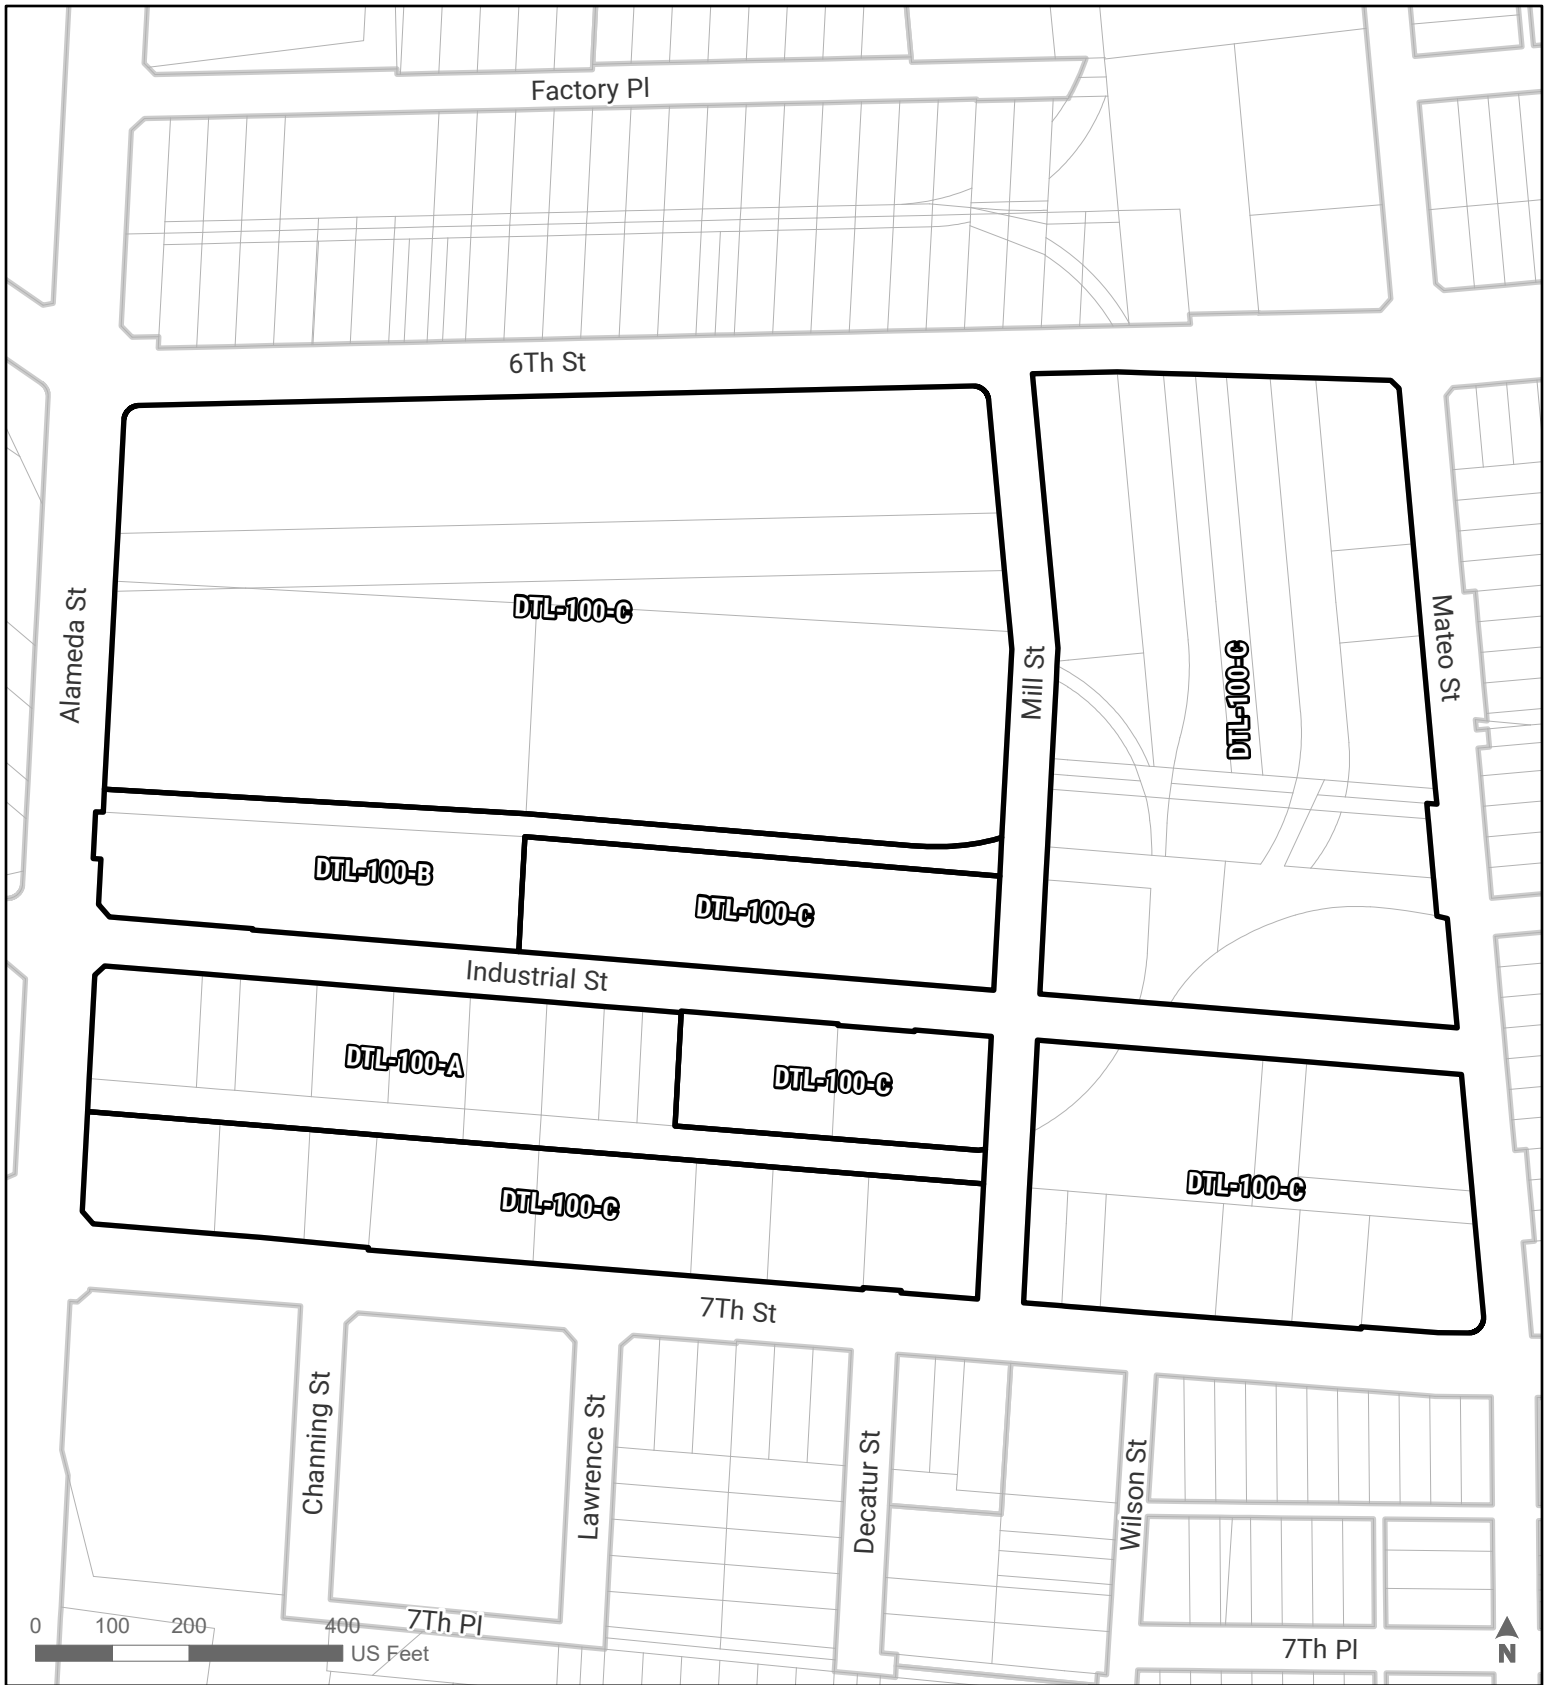 Factory Pl
6Th St
DTL-100-C
Alameda St
Mill St
DTL-100-C
Mateo St
DTL-100-B
DTL-100-C
Industrial St
DTL-100-A
DTL-100-C
DTL-100-C
DTL-100-C
7Th St
Channing St
Lawrence St
Decatur St
Wilson St
7Th Pl
7Th Pl
0 100 200 400
US Feet
N